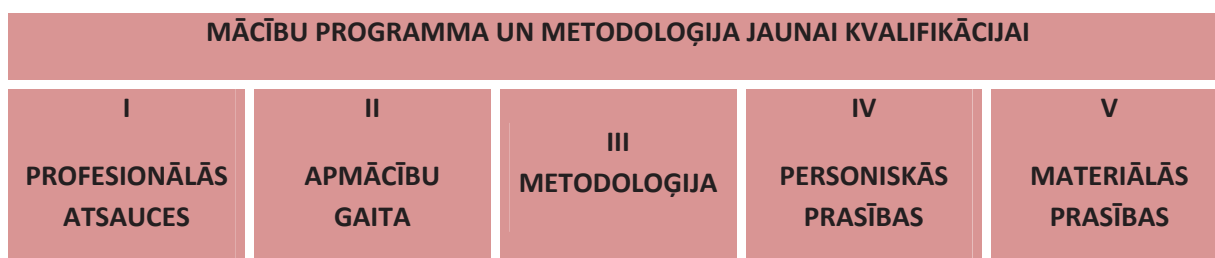 MĀCĪBU PROGRAMMA UN METODOLOĢIJA JAUNAI KVALIFIKĀCIJAI
I
PROFESIONĀLĀS
ATSAUCES
II
APMĀCĪBU
GAITA
III
METODOLOĢIJA
IV
PERSONISKĀS
PRASĪBAS
V
MATERIĀLĀS
PRASĪBAS